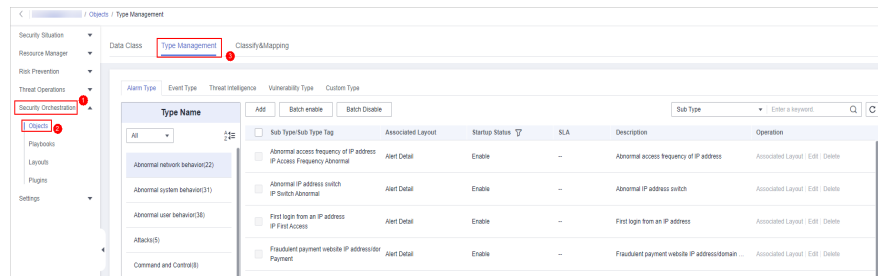 / Objects / Type Management
Security Situation
Resource Manager
Risk Prevention
Threat Operations
Security Orchestration
1
Objects
2
Playbooks
Layouts
Plugins
Settings
Data Class Type Management Classify&Mapping
3
Alarm Type Event Type Threat Intelligence Vulnerability Type Custom Type
Type Name
All
Abnormal network behavior(22)
Abnormal system behavior(31)
Abnormal user behavior(38)
Attacks(5)
Command and Control(8)
Add Batch enable Batch Disable Sub Type Enter a keyword.
Sub Type/Sub Type Tag Associated Layout Startup Status SLA Description Operation
Abnormal access frequency of IP address
IP Access Frequency Abnormal
Alert Detail Enable -- Abnormal access frequency of IP address Associated Layout | Edit | Delete
Abnormal IP address switch
IP Switch Abnormal
Alert Detail Enable -- Abnormal IP address switch Associated Layout | Edit | Delete
First login from an IP address
IP First Access
Alert Detail Enable -- First login from an IP address Associated Layout | Edit | Delete
Fraudulent payment website IP address/dor
Payment
Alert Detail Enable -- Fraudulent payment website IP address/domain ... Associated Layout | Edit | Delete